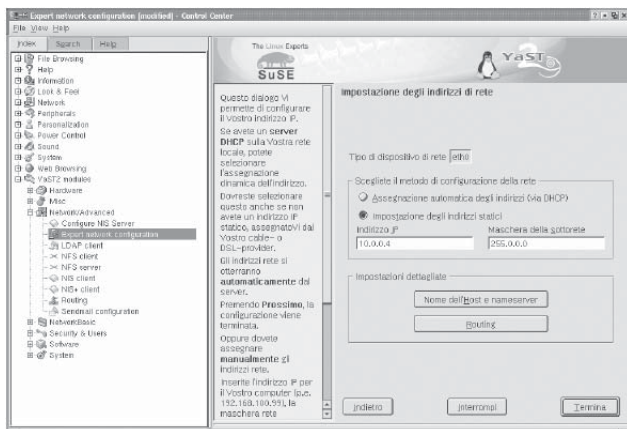 Expert network configuration [modified] - Control Center
File View Help
Index Search Help
File Browsing
Help
Information
Look & Feel
Network
Peripherals
Personalization
Power Control
Sound
System
Web Browsing
YaST2 modules
Hardware
Misc
Network/Advanced
Configure NIS Server
Expert network configuration
LDAP client
NFS client
NFS server
NIS client
NIS+ client
Routing
Sendmail configuration
Network/Basic
Security & Users
Software
System
The Linux Experts
SuSE
YaST2
Questo dialogo Vi
permette di configurare
il Vostro indirizzo IP.
Se avete un server
DHCP sulla Vostra rete
locale, potete
selezionare
l'assegnazione
dinamica dell'indirizzo.
Dovreste selezionare
questa anche se non
avete un indirizzo IP
statico, assegnatoVi dal
Vostro cable- o
DSL-provider.
Gli indirizzi rete si
otterranno
automaticamente dal
server.
Premendo Prossimo, la
configurazione viene
terminata.
Oppure dovete
assegnare
manualmente gli
indirizzi rete.
Inserite l'indirizzo IP per
il Vostro computer (p.e.
192.168.100.99), la
maschera rete
Impostazione degli indirizzi di rete
Tipo di dispositivo di rete eth0
Scegliete il metodo di configurazione della rete
Assegnazione automatica degli indirizzi (via DHCP)
Impostazione degli indirizzi statici
Indirizzo IP Maschera della sottorete
10.0.0.4 255.0.0.0
Impostazioni dettagliate
Nome dell'Host e nameserver
Routing
Indietro Interrompi Termina